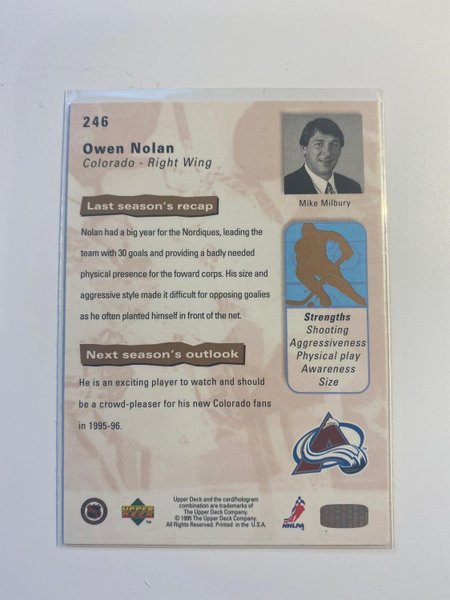 246
Owen Nolan
Colorado - Right Wing
Mike Milbury
Last season's recap
Nolan had a big year for the Nordiques, leading the
team with 30 goals and providing a badly needed
physical presence for the foward corps. His size and
aggressive style made it difficult for opposing goalies
as he often planted himself in front of the net.
Strengths
Shooting
Aggressiveness
Physical play
Awareness
Size
Next season's outlook
He is an exciting player to watch and should
be a crowd-pleaser for his new Colorado fans
in 1995-96.
UPPER
DECK
TM
Upper Deck and the card/hologram
combination are trademarks of
The Upper Deck Company.
© 1995 The Upper Deck Company.
All Rights Reserved. Printed in the U.S.A.
NHLPA